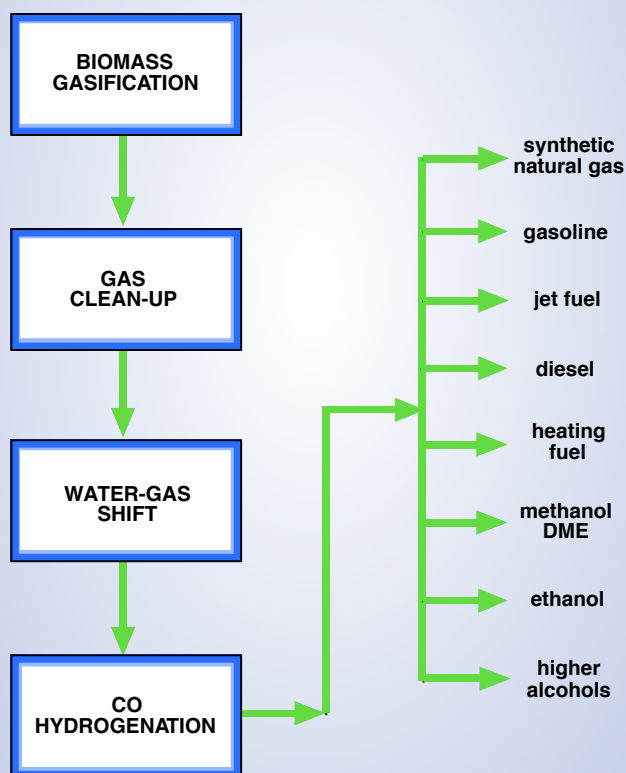 BIOMASS
GASIFICATION
GAS
CLEAN-UP
WATER-GAS
SHIFT
CO
HYDROGENATION
synthetic
natural gas
gasoline
jet fuel
diesel
heating
fuel
methanol
DME
ethanol
higher
alcohols